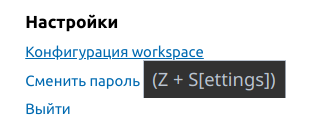 Настройки
Конфигурация workspace
Сменить пароль
(Z + S[ettings])
Выйти